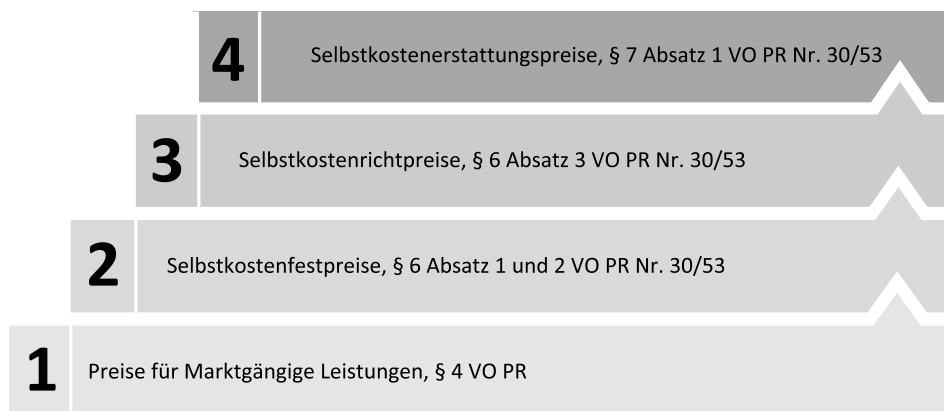 4 Selbstkostenerstattungspreise, § 7 Absatz 1 VO PR Nr. 30/53
3 Selbstkostenrichtpreise, § 6 Absatz 3 VO PR Nr. 30/53
2 Selbstkostenfestpreise, § 6 Absatz 1 und 2 VO PR Nr. 30/53
1 Preise für Marktgängige Leistungen, § 4 VO PR